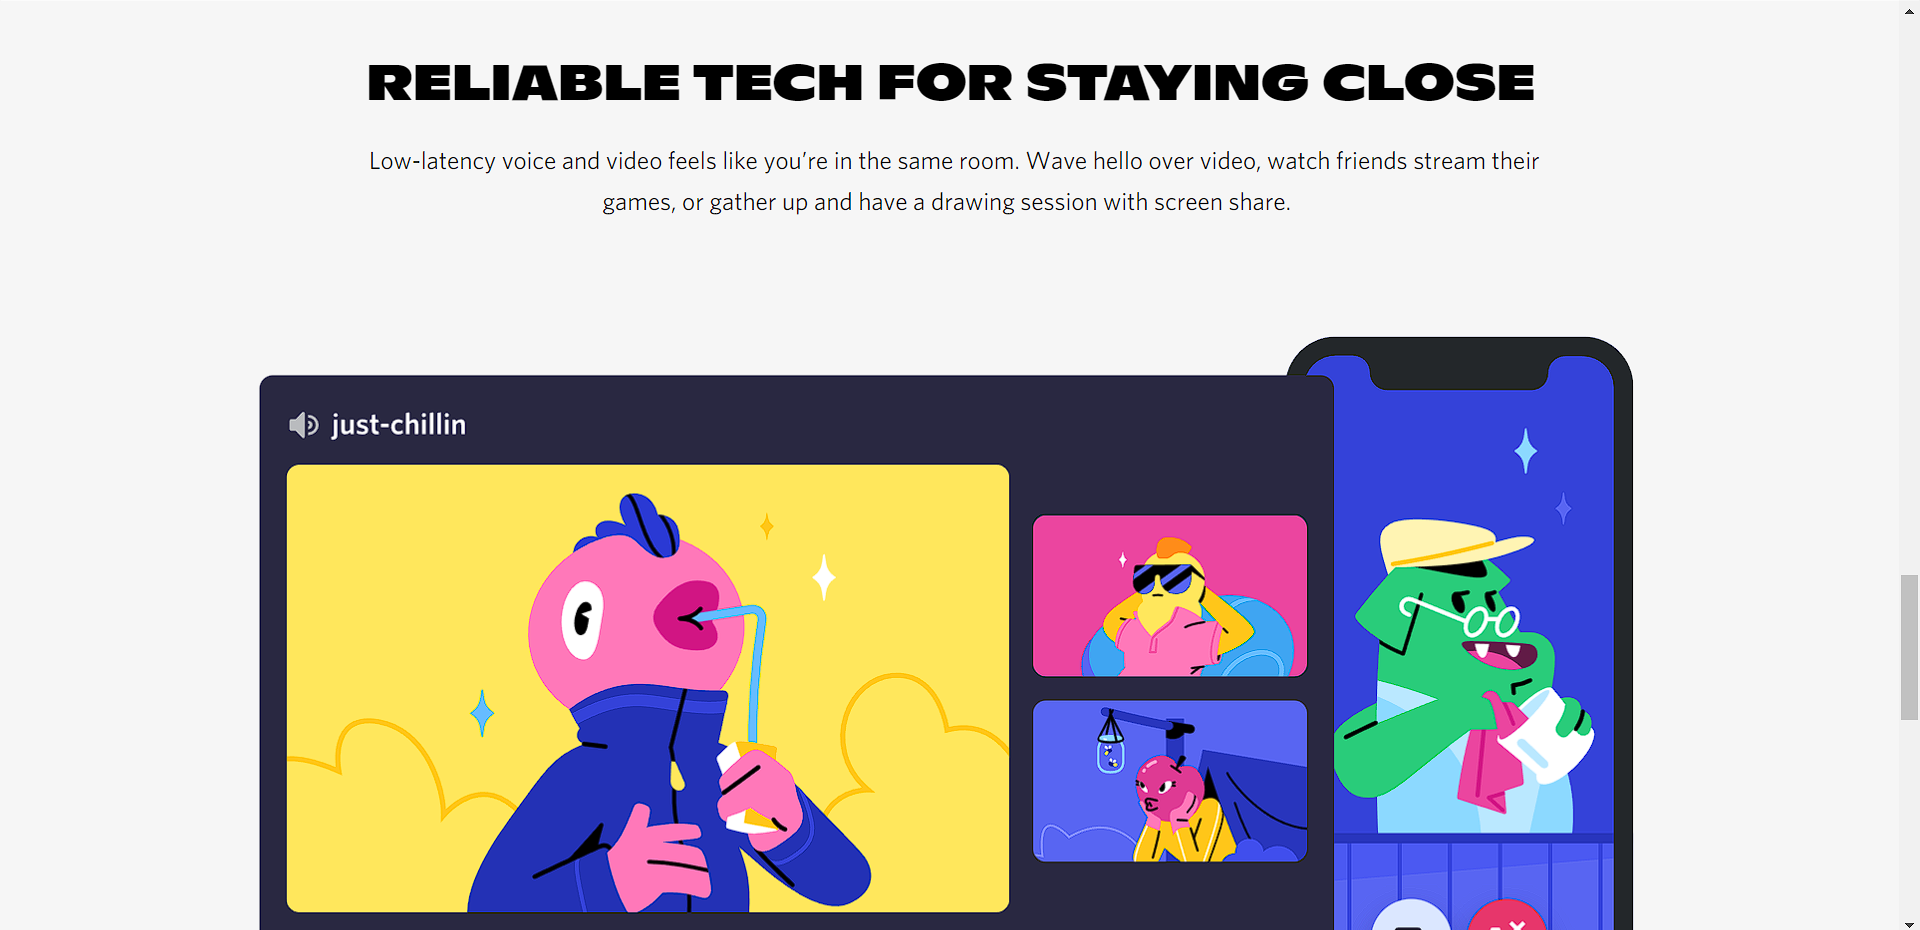 RELIABLE TECH FOR STAYING CLOSE
Low-latency voice and video feels like you’re in the same room. Wave hello over video, watch friends stream their
games, or gather up and have a drawing session with screen share.
just-chillin